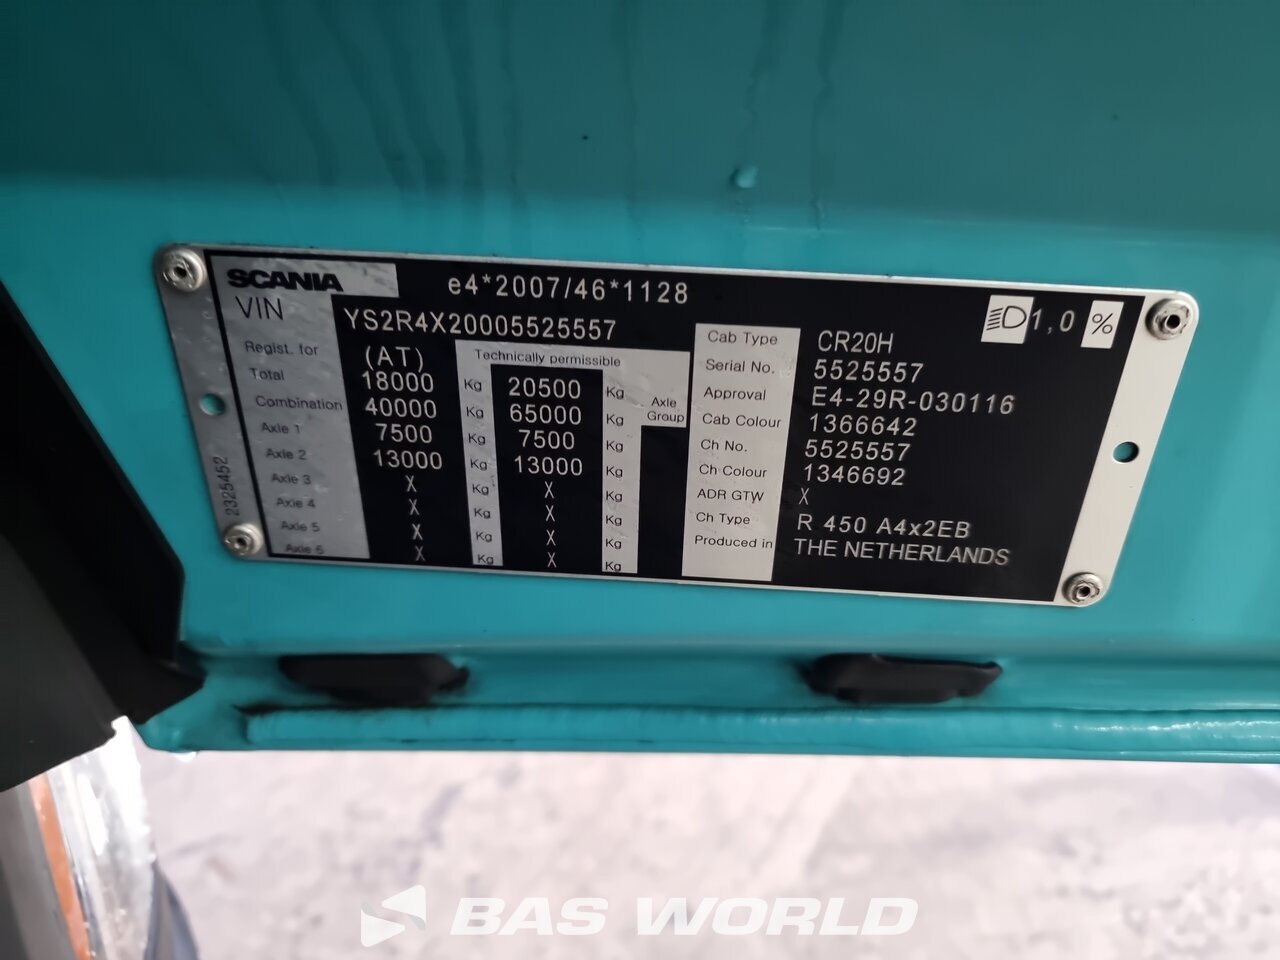 SCANIA e4*2007/46*1128
VIN YS2R4X20005525557 1,0 %
Regist. for (AT) Technically permissible
Total 18000 Kg 20500 Kg Axle Group
Combination 40000 Kg 65000 Kg
Axle 1 7500 Kg 7500 Kg
Axle 2 13000 Kg 13000 Kg
Axle 3 X Kg X Kg
Axle 4 X Kg X Kg
Axle 5 X Kg X Kg
Axle 6 X Kg X Kg
2325452
Cab Type CR20H
Serial No. 5525557
Approval E4-29R-030116
Cab Colour 1366642
Ch No. 5525557
Ch Colour 1346692
ADR GTW X
Ch Type R 450 A4x2EB
Produced in THE NETHERLANDS
BAS WORLD